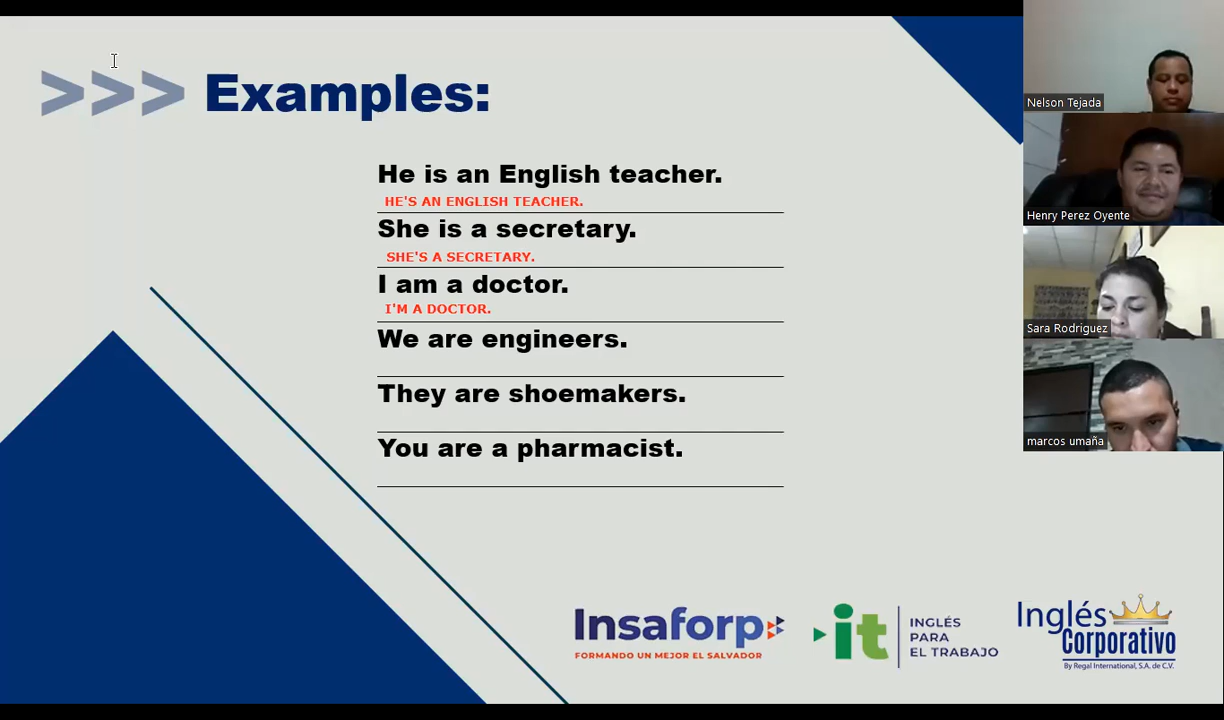 >>> Examples:
He is an English teacher.
HE'S AN ENGLISH TEACHER.
She is a secretary.
SHE'S A SECRETARY.
I am a doctor.
I'M A DOCTOR.
We are engineers.
They are shoemakers.
You are a pharmacist.
Nelson Tejada
Henry Perez Oyente
Sara Rodriguez
marcos umaña
Insaforp
FORMANDO UN MEJOR EL SALVADOR
it
INGLÉS
PARA
EL TRABAJO
Inglés
Corporativo
By Regal International, S.A. de C.V.